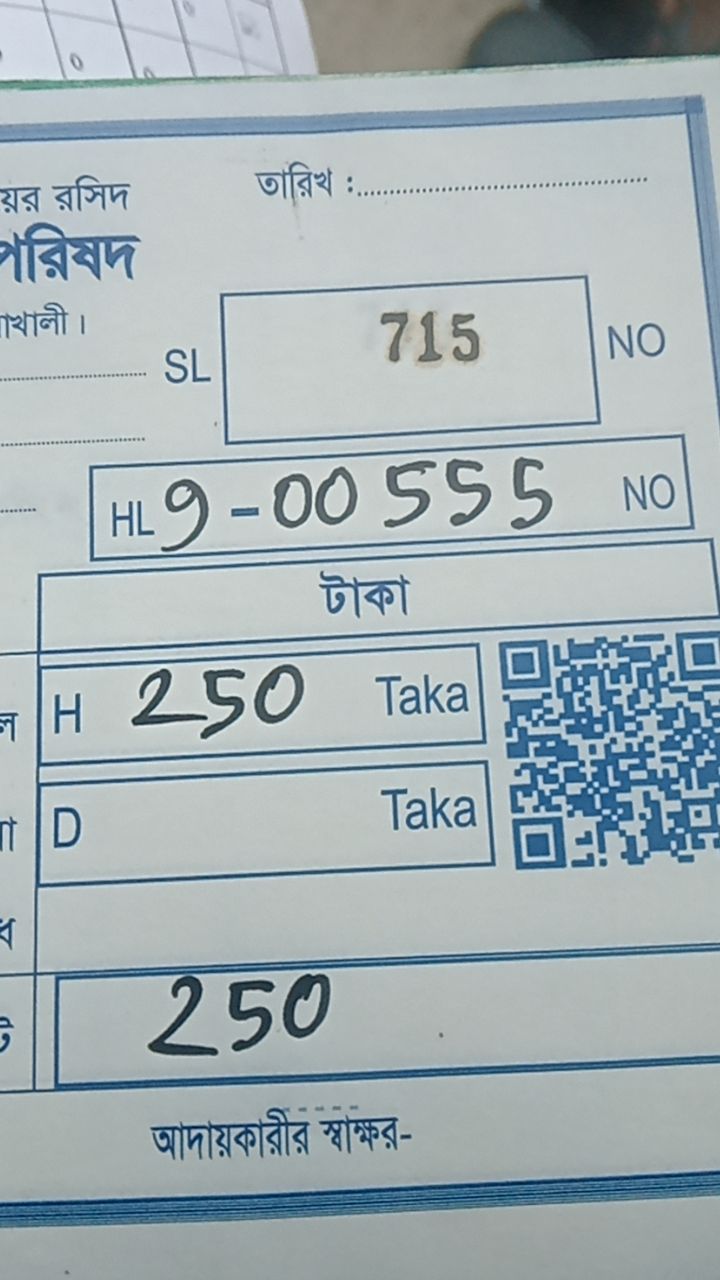 তারিখ :
রসিদ
পরিষদ
SL 715 NO
HL 9-00555 NO
টাকা
H 250 Taka
D Taka
250
আদায়কারীর স্বাক্ষর-